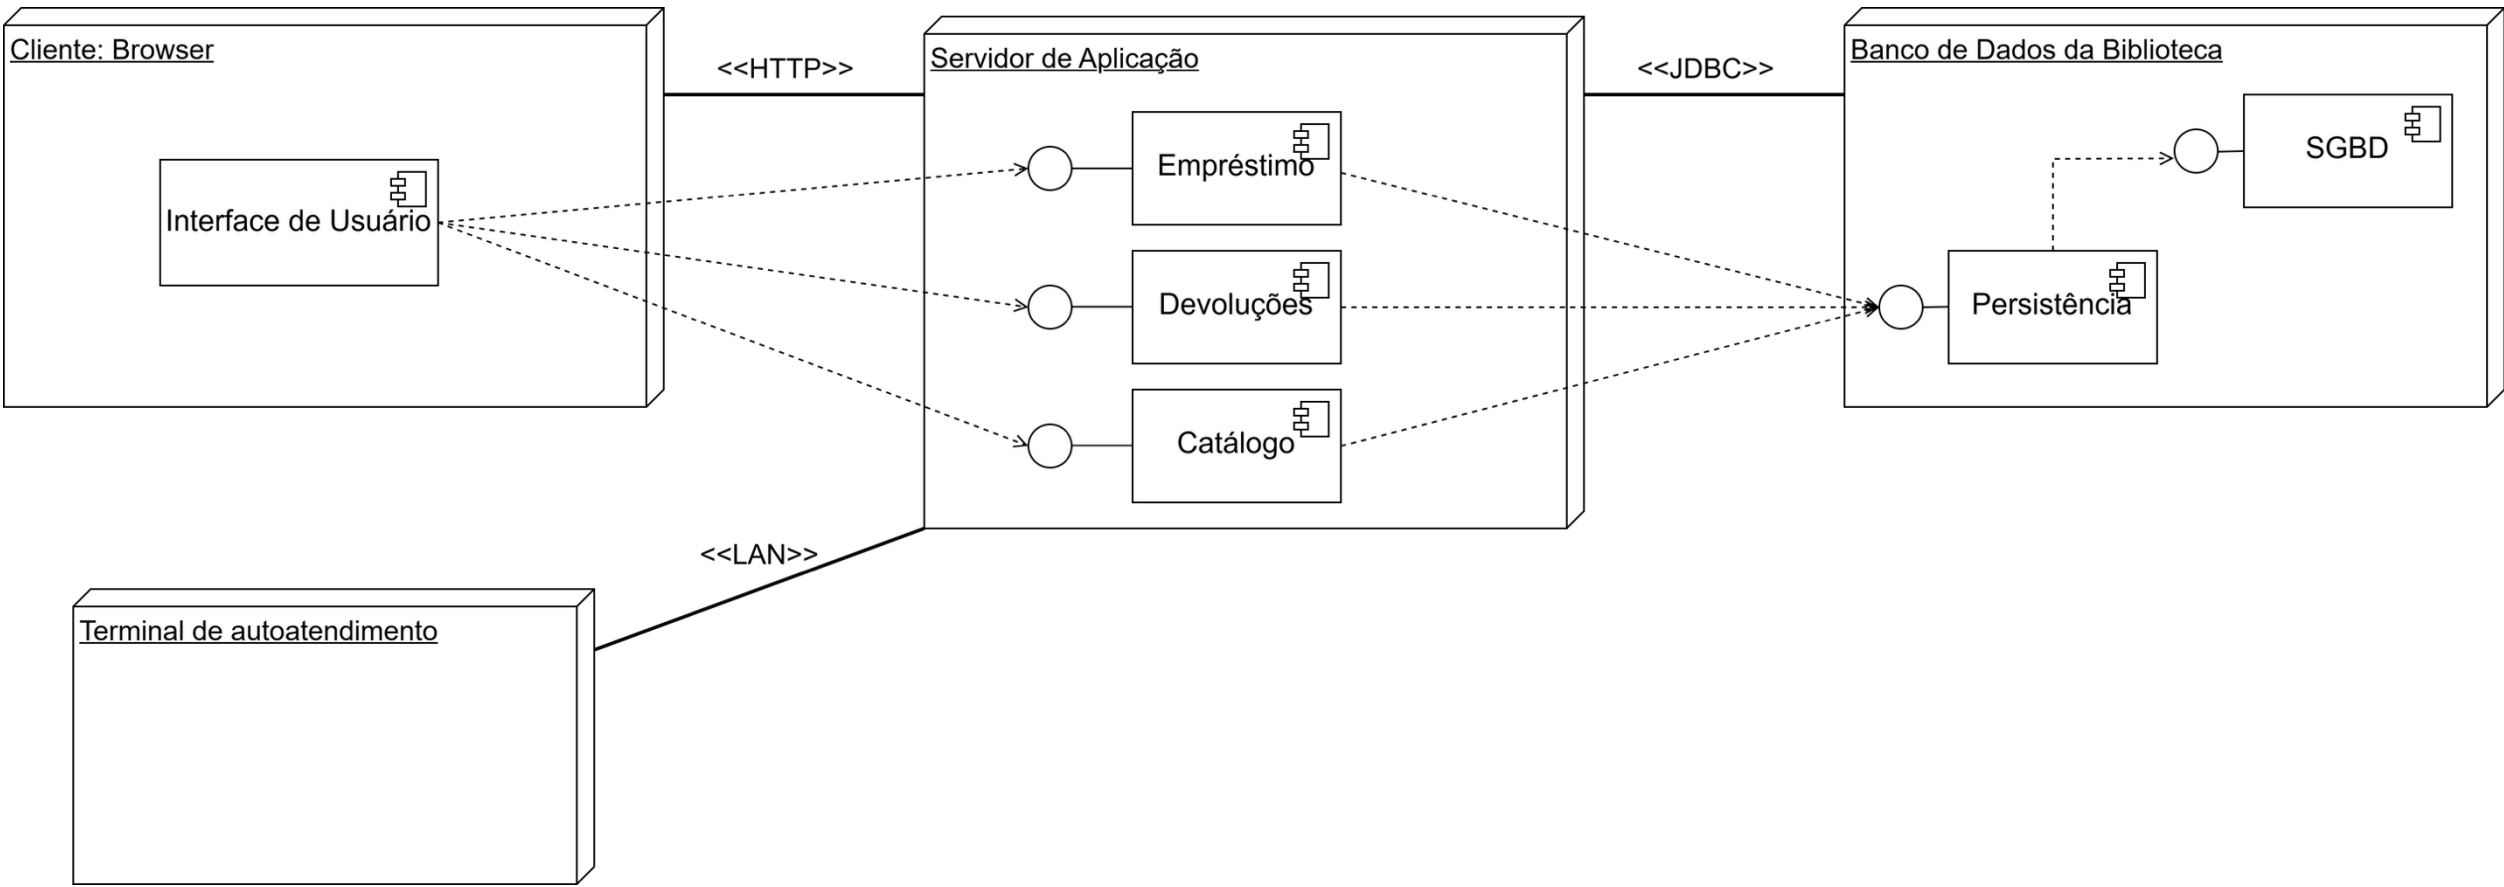 Cliente: Browser
<<HTTP>>
Servidor de Aplicação
<<JDBC>>
Banco de Dados da Biblioteca
Interface de Usuário
Empréstimo
Devoluções
Catálogo
SGBD
Persistência
<<LAN>>
Terminal de autoatendimento